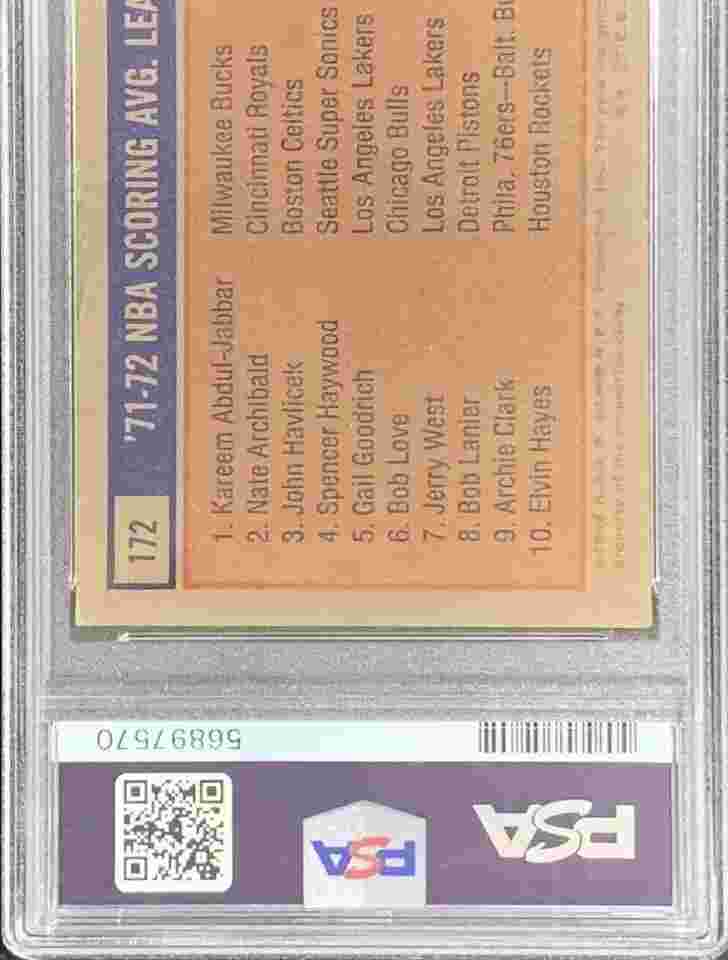 172 '71-72 NBA SCORING AVG. LEA
1. Kareem Abdul-Jabbar Milwaukee Bucks
2. Nate Archibald Cincinnati Royals
3. John Havlicek Boston Celtics
4. Spencer Haywood Seattle Super Sonics
5. Gail Goodrich Los Angeles Lakers
6. Bob Love Chicago Bulls
7. Jerry West Los Angeles Lakers
8. Bob Lanier Detroit Pistons
9. Archie Clark Phila. 76ers—Balt. Bu
10. Elvin Hayes Houston Rockets
56897570
PSA
PSA